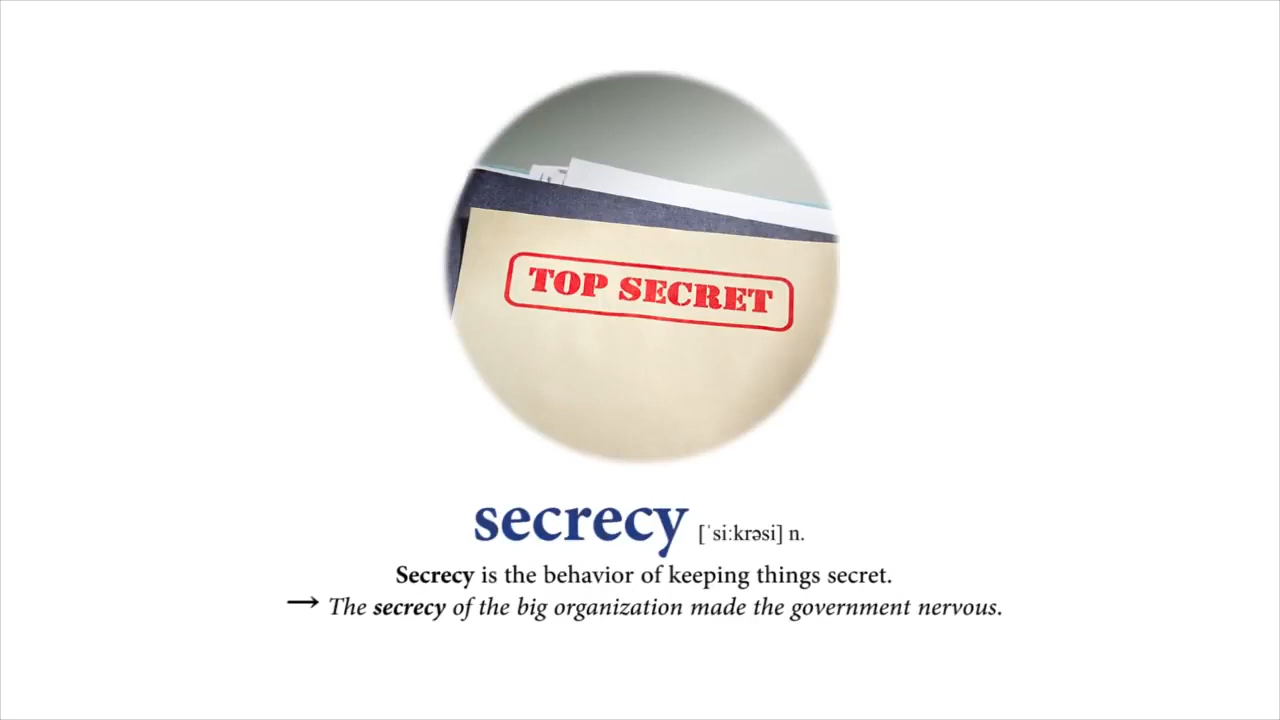 TOP SECRET
secrecy [ˈsiːkrəsi] n.
Secrecy is the behavior of keeping things secret.
→ The secrecy of the big organization made the government nervous.